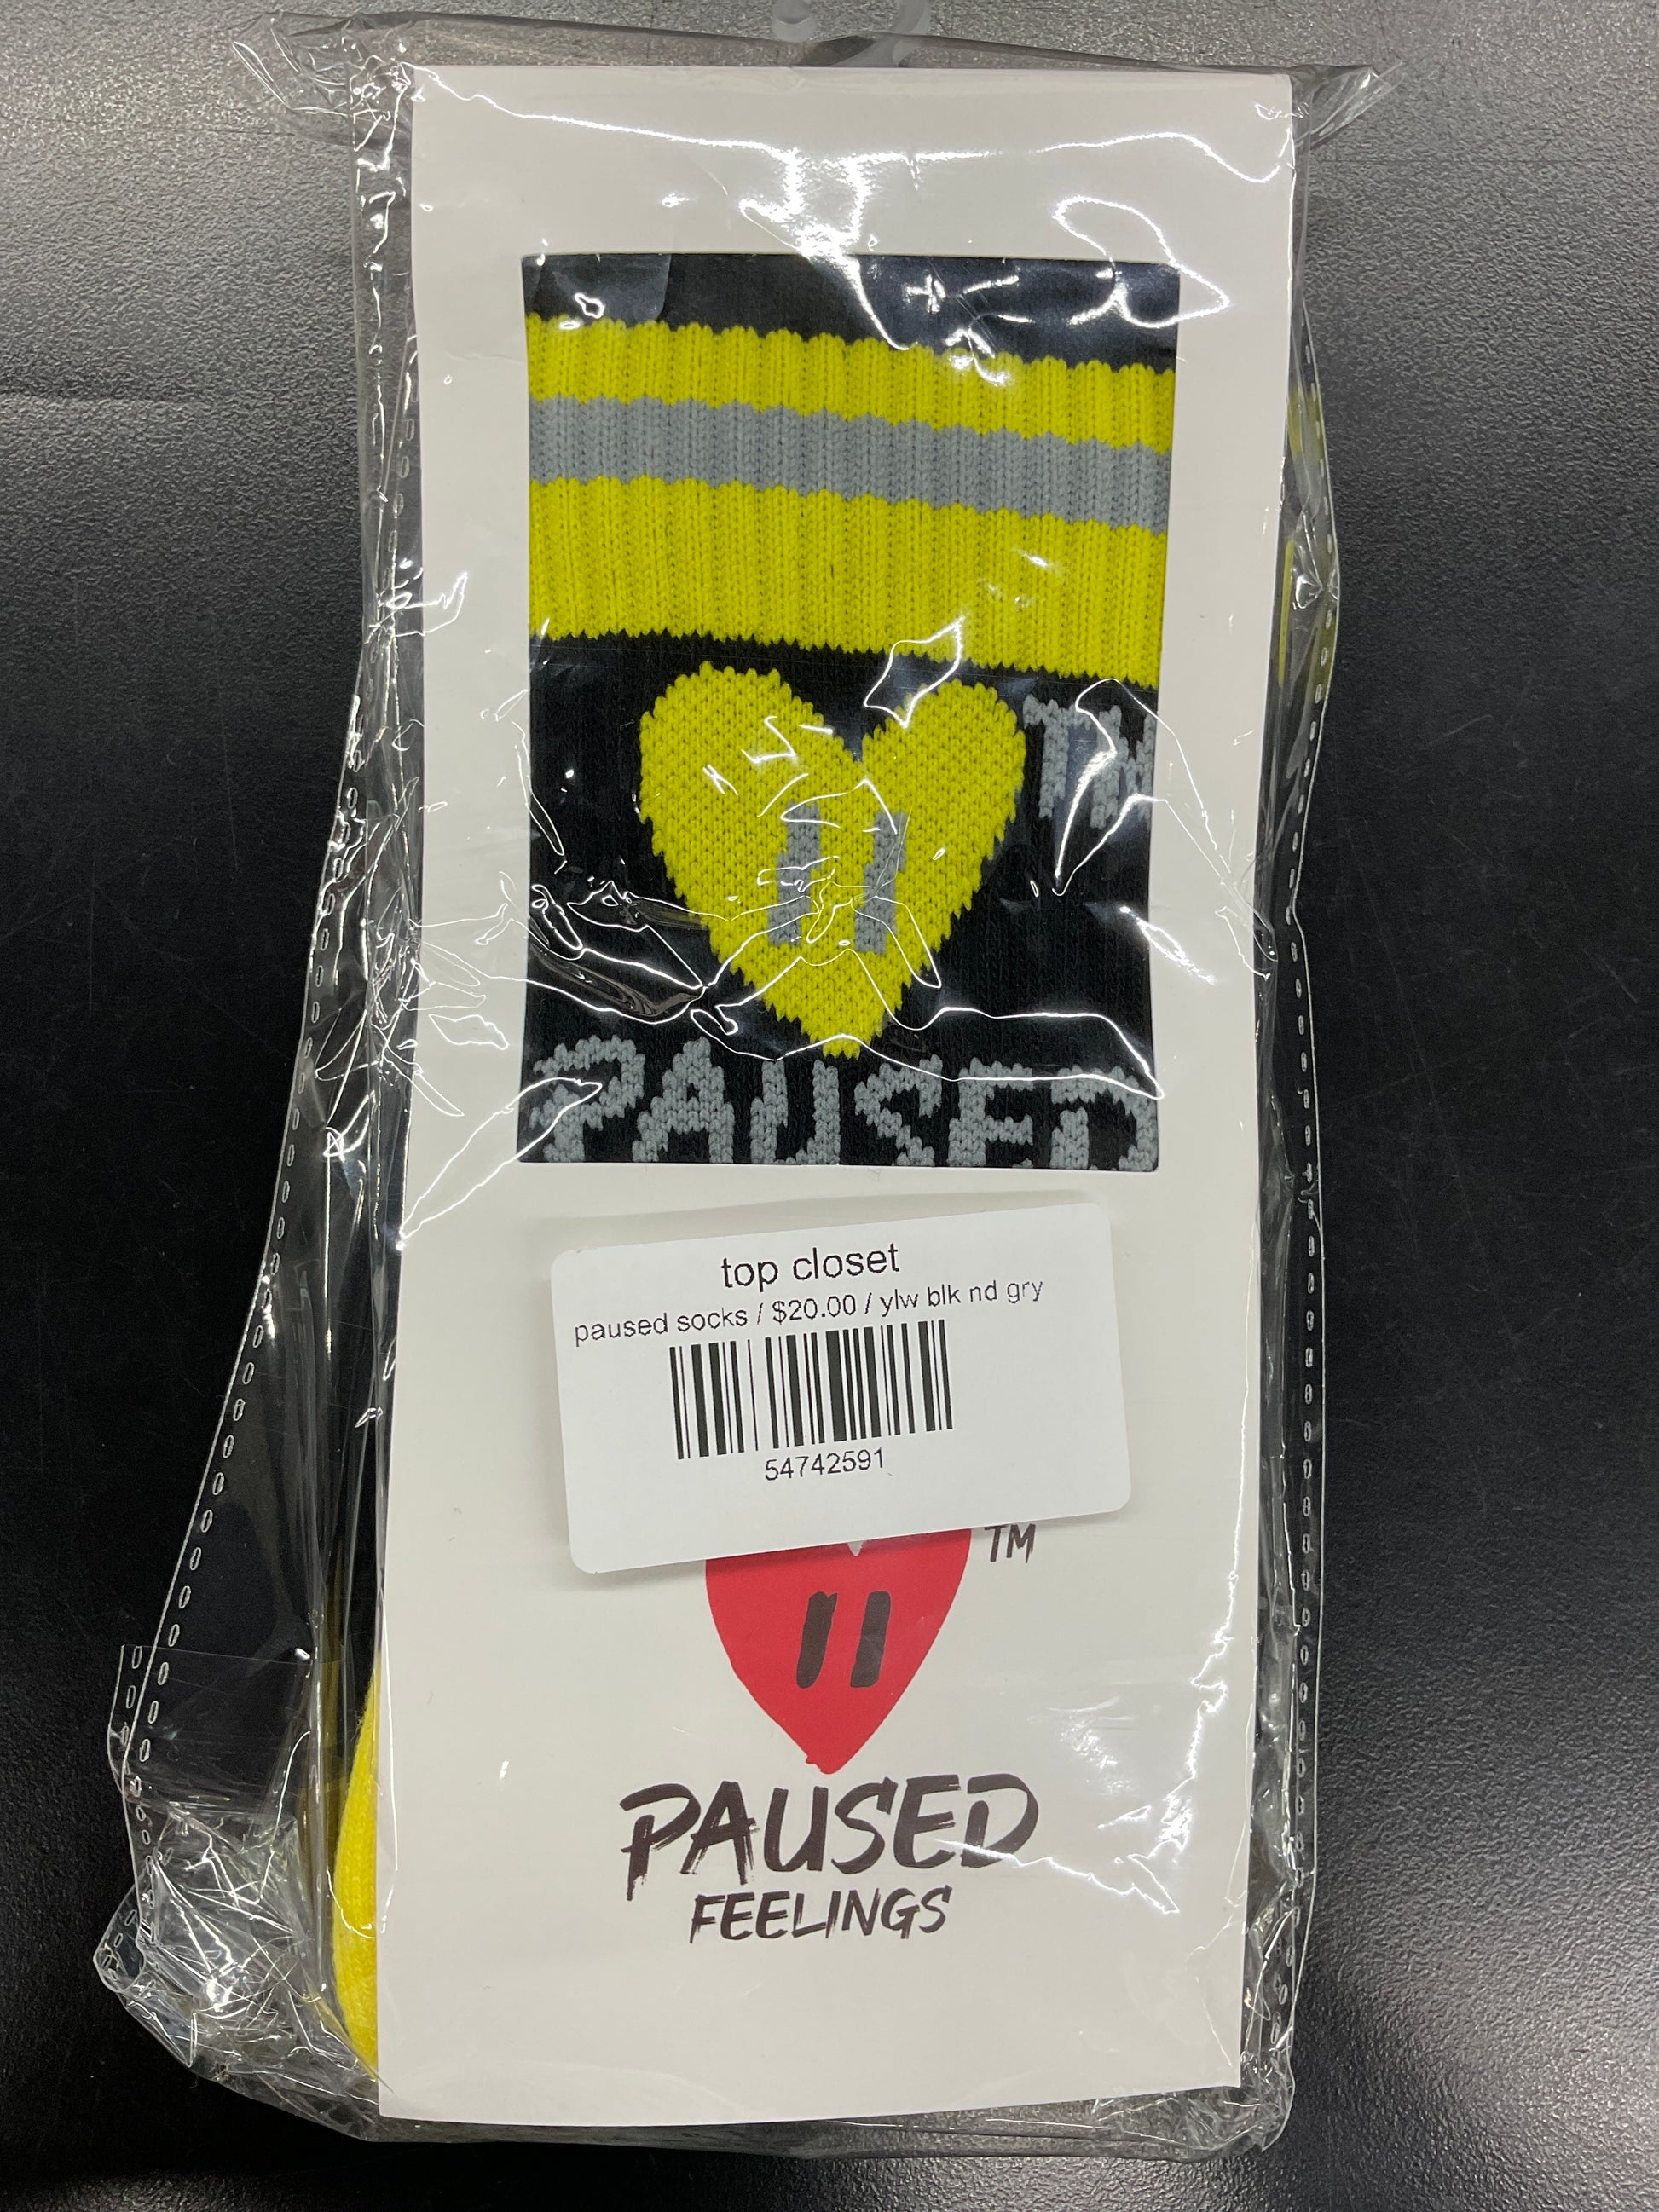 TM
PAUSED
top closet
paused socks / $20.00 / ylw blk nd gry
54742591
TM
PAUSED
FEELINGS